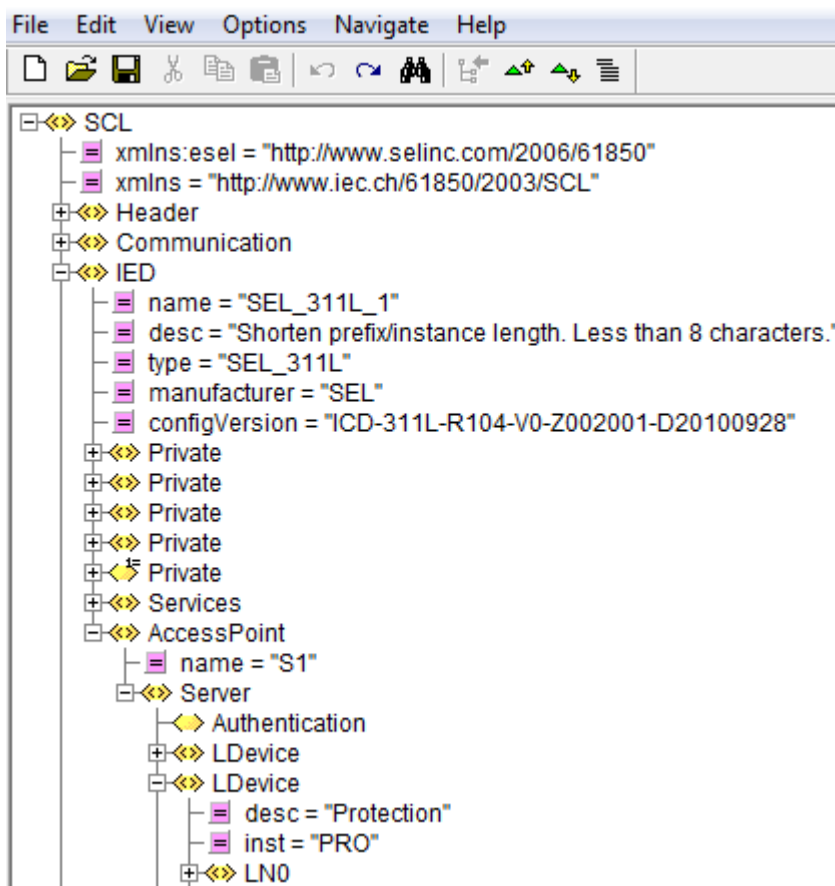 File Edit View Options Navigate Help
SCL
xmlns:esel = "http://www.selinc.com/2006/61850"
xmlns = "http://www.iec.ch/61850/2003/SCL"
Header
Communication
IED
name = "SEL_311L_1"
desc = "Shorten prefix/instance length. Less than 8 characters."
type = "SEL_311L"
manufacturer = "SEL"
configVersion = "ICD-311L-R104-V0-Z002001-D20100928"
Private
Private
Private
Private
1= Private
Services
AccessPoint
name = "S1"
Server
Authentication
LDevice
LDevice
desc = "Protection"
inst = "PRO"
LN0